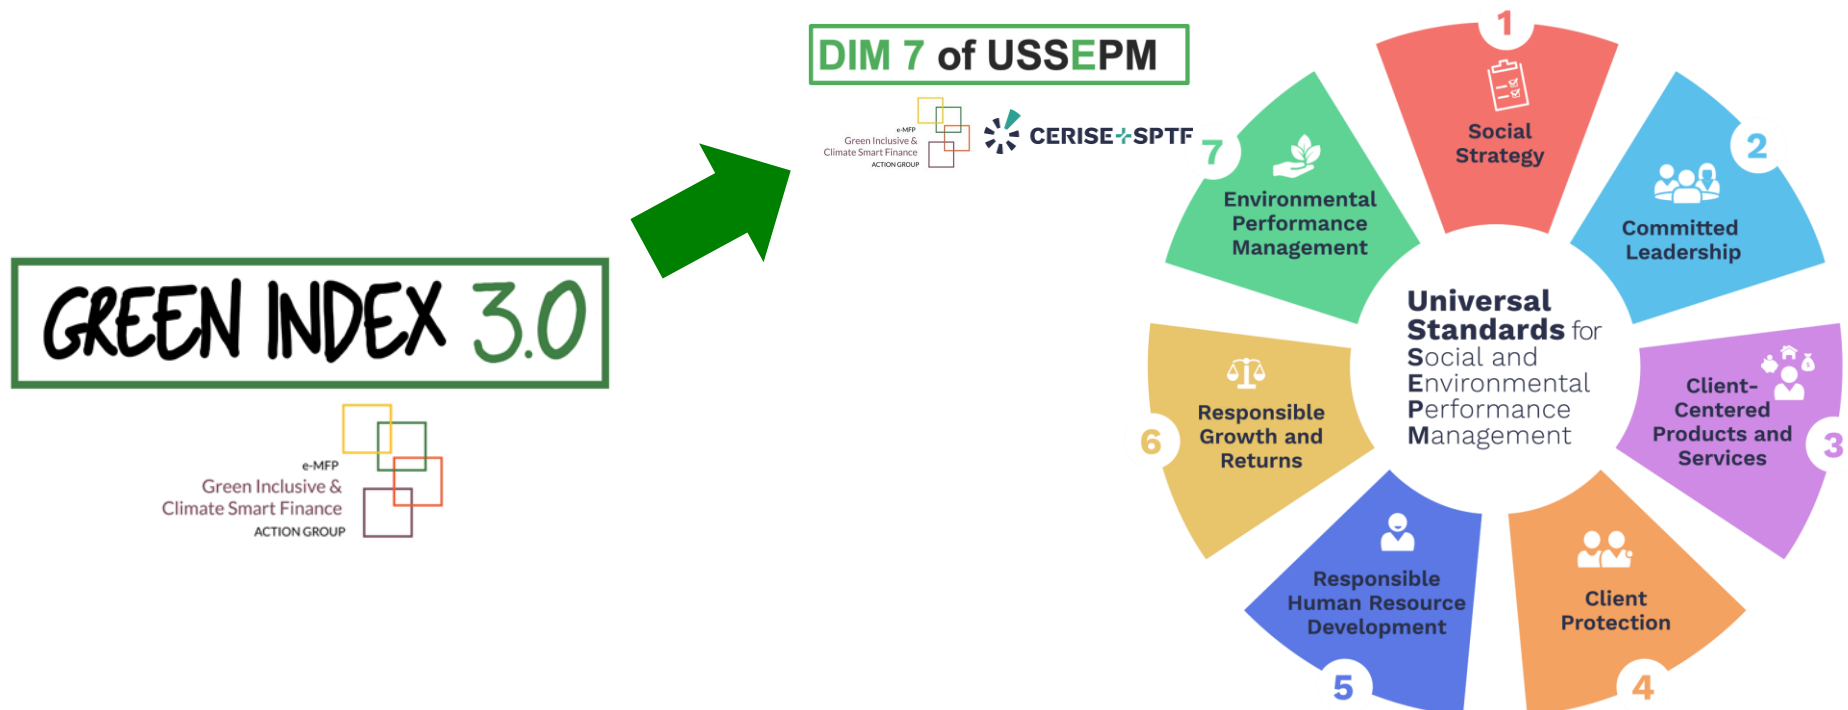 GREEN INDEX 3.0
e-MFP
Green Inclusive &
Climate Smart Finance
ACTION GROUP
DIM 7 of USSEPM
e-MFP
Green Inclusive &
Climate Smart Finance
ACTION GROUP
CERISE+SPTF
Universal
Standards for
Social and
Environmental
Performance
Management
1
Social
Strategy
2
Committed
Leadership
3
Client-
Centered
Products and
Services
4
Client
Protection
5
Responsible
Human Resource
Development
6
Responsible
Growth and
Returns
7
Environmental
Performance
Management